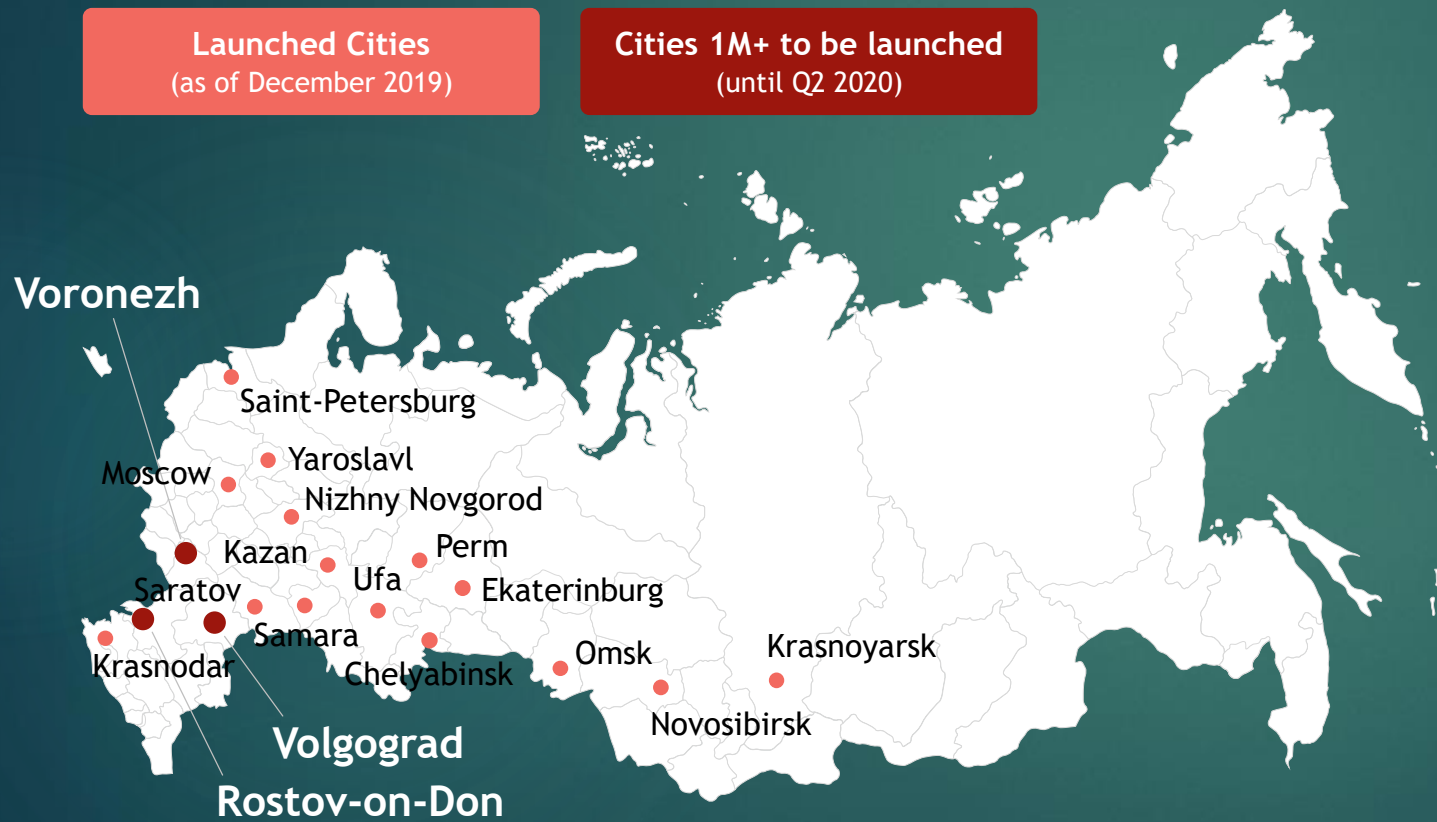 Launched Cities
(as of December 2019)
Cities 1M+ to be launched
(until Q2 2020)
Voronezh
Saint-Petersburg
Yaroslavl
Moscow
Nizhny Novgorod
Kazan
Perm
Ufa
Ekaterinburg
Saratov
Samara
Krasnodar
Chelyabinsk
Omsk
Krasnoyarsk
Novosibirsk
Volgograd
Rostov-on-Don